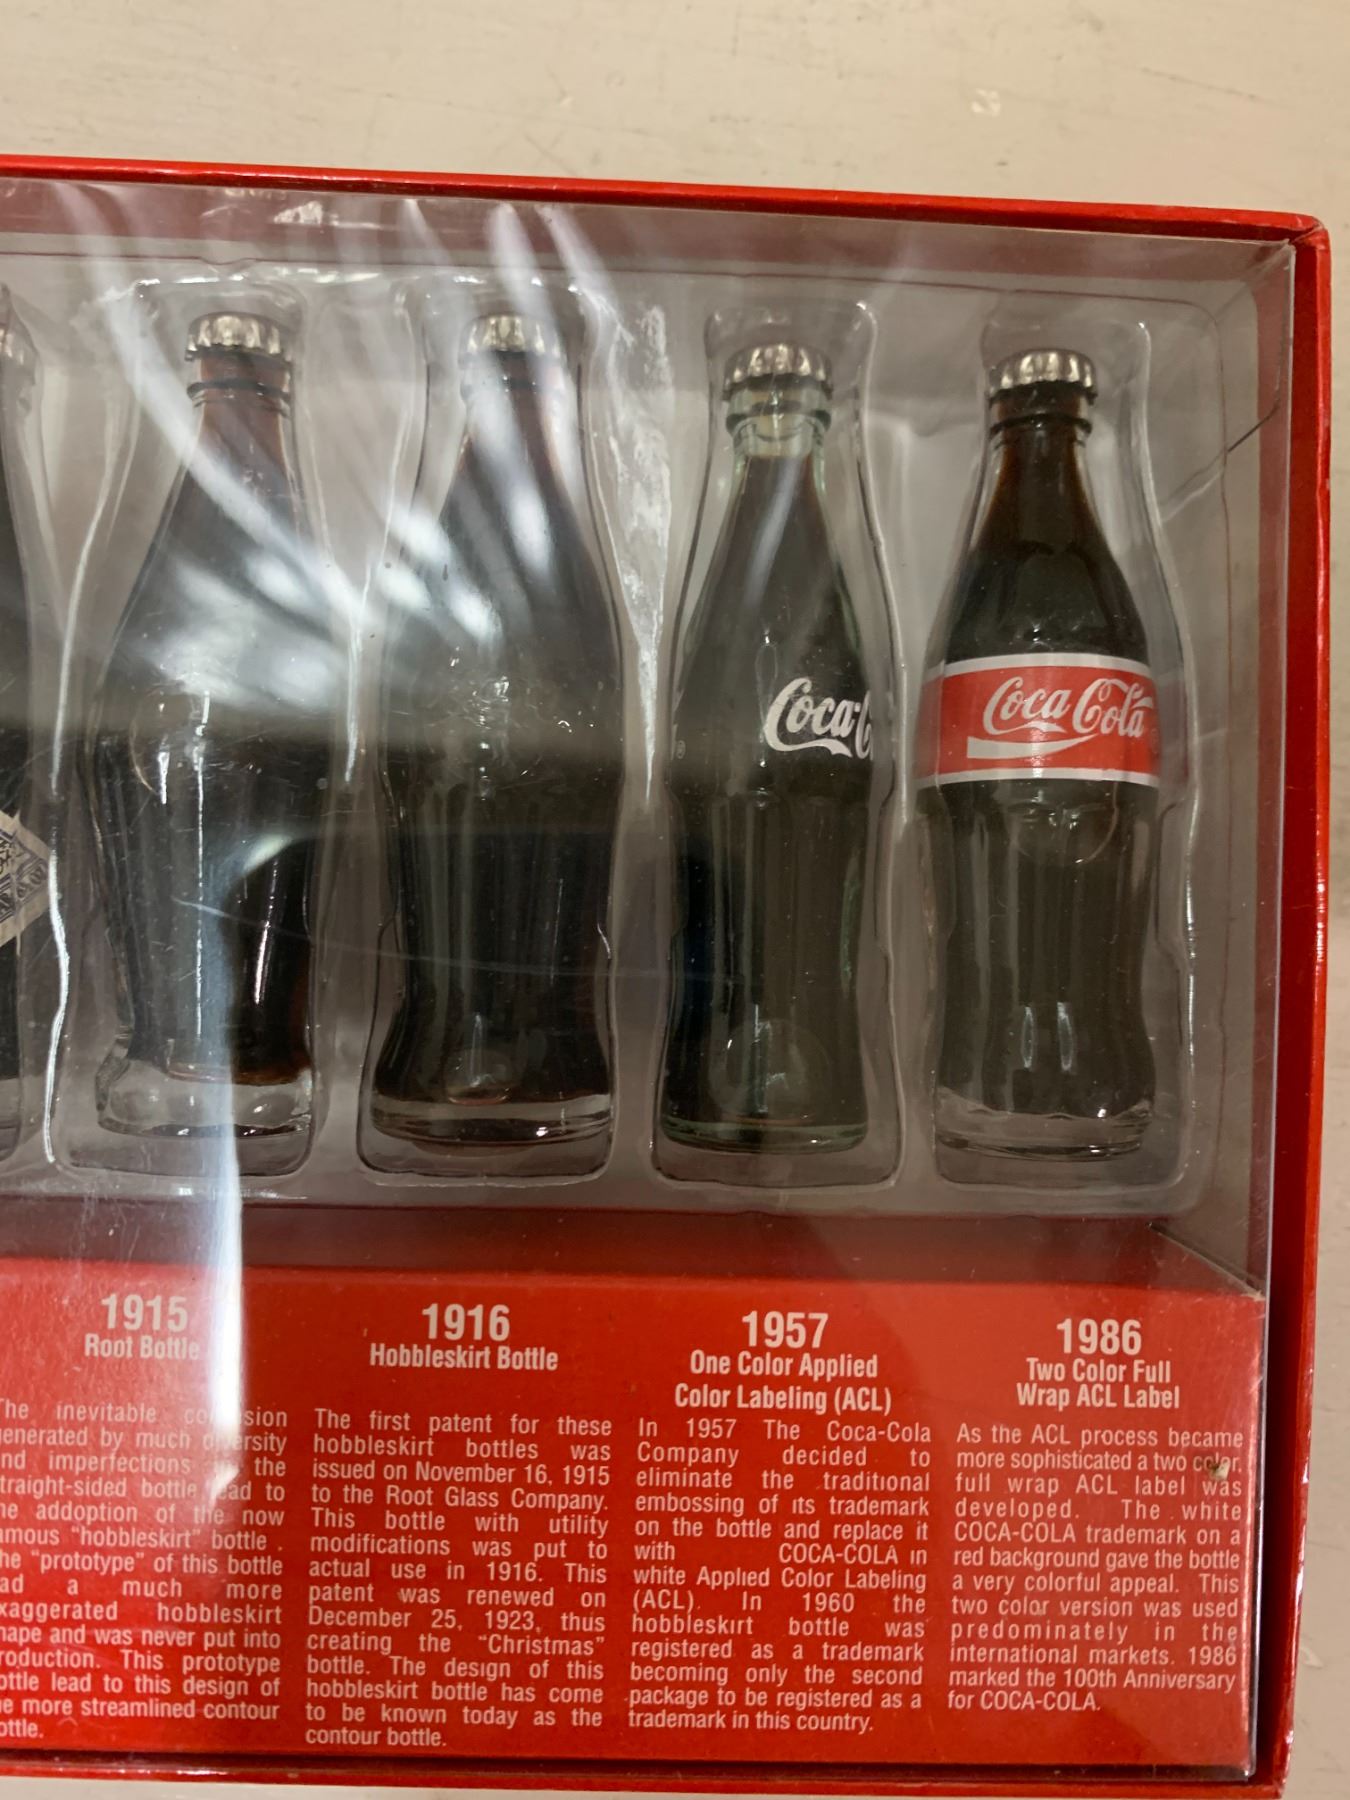 Coca-C
Coca-Cola
1915
Root Bottle
The inevitable
generated by much
and imperfections the
straight-sided bottle lead to
the addoption of the now
famous "hobbleskirt" bottle .
The "prototype" of this bottle
had a much more
exaggerated hobbleskirt
shape and was never put into
production. This prototype
bottle lead to this design of
the more streamlined contour
bottle.
1916
Hobbleskirt Bottle
The first patent for these
hobbleskirt bottles was
issued on November 16, 1915
to the Root Glass Company.
This bottle with utility
modifications was put to
actual use in 1916. This
patent was renewed on
December 25, 1923, thus
creating the "Christmas"
bottle. The design of this
hobbleskirt bottle has come
to be known today as the
contour bottle.
1957
One Color Applied
Color Labeling (ACL)
In 1957 The Coca-Cola
Company decided to
eliminate the traditional
embossing of its trademark
on the bottle and replace it
with COCA-COLA in
white Applied Color Labeling
(ACL). In 1960 the
hobbleskirt bottle was
registered as a trademark
becoming only the second
package to be registered as a
trademark in this country.
1986
Two Color Full
Wrap ACL Label
As the ACL process became
more sophisticated a two color,
full wrap ACL label was
developed. The white
COCA-COLA trademark on a
red background gave the bottle
a very colorful appeal. This
two color version was used
predominately in the
international markets. 1986
marked the 100th Anniversary
for COCA-COLA.